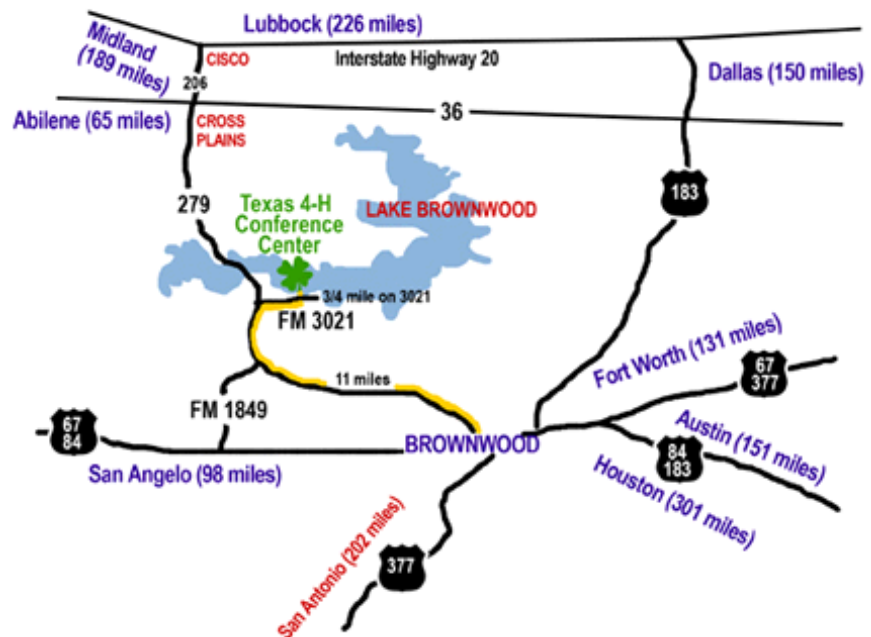 Lubbock (226 miles)
Midland
(189 miles)
CISCO
Interstate Highway 20
Dallas (150 miles)
206
36
Abilene (65 miles)
CROSS
PLAINS
279
183
Texas 4-H
Conference
Center
LAKE BROWNWOOD
3/4 mile on 3021
FM 3021
Fort Worth (131 miles)
67
377
11 miles
FM 1849
67
84
BROWNWOOD
Austin (151 miles)
84
183
San Angelo (98 miles)
Houston (301 miles)
San Antonio (202 miles)
377